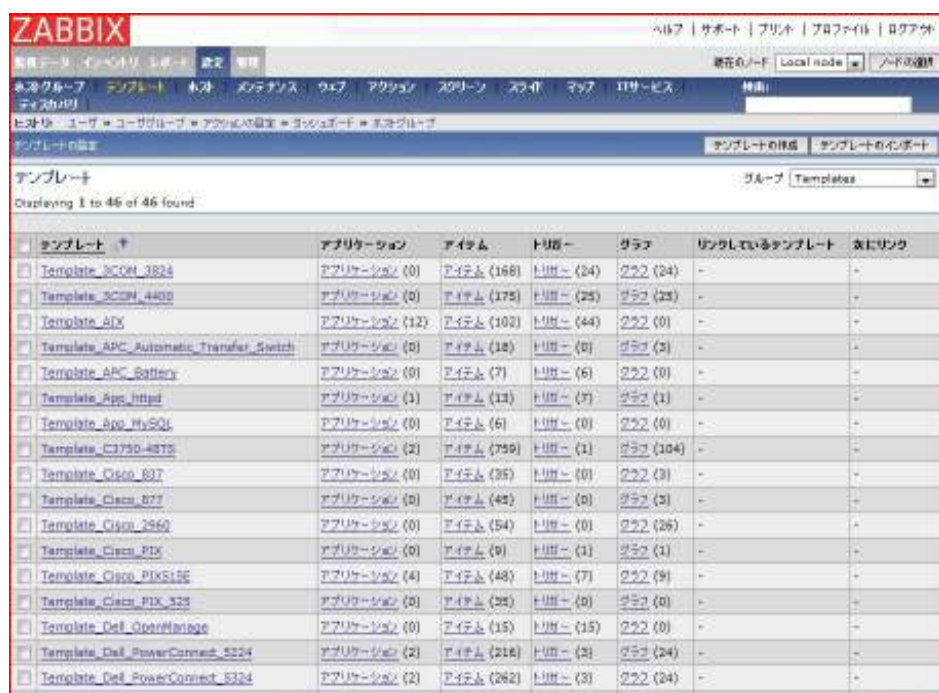 ZABBIX
ヘルプ | サポート | プリント | プロファイル | ログアウト
監視データ インベントリ レポート 設定 管理
現在のノード Local node ノードの選択
ホストグループ テンプレート ホスト メンテナンス ウェブ アクション スクリーン スライド マップ ITサービス 検索:
ディスカバリ
ヒストリ: ユーザ » ユーザグループ » アクションの設定 » ダッシュボード » ホストグループ
テンプレートの設定 テンプレートの作成 テンプレートのインポート
テンプレート グループ Templates
Displaying 1 to 46 of 46 found
テンプレート アプリケーション アイテム トリガー グラフ リンクしているテンプレート 次にリンク
Template_3COM_3824 アプリケーション (0) アイテム (168) トリガー (24) グラフ (24) - -
Template_3COM_4400 アプリケーション (0) アイテム (175) トリガー (25) グラフ (25) - -
Template_AIX アプリケーション (12) アイテム (102) トリガー (44) グラフ (0) - -
Template_APC_Automatic_Transfer_Switch アプリケーション (0) アイテム (18) トリガー (0) グラフ (3) - -
Template_APC_Battery アプリケーション (0) アイテム (7) トリガー (6) グラフ (0) - -
Template_App_httpd アプリケーション (1) アイテム (13) トリガー (7) グラフ (1) - -
Template_App_MySQL アプリケーション (0) アイテム (6) トリガー (0) グラフ (0) - -
Template_C3750-48TS アプリケーション (2) アイテム (759) トリガー (1) グラフ (104) - -
Template_Cisco_837 アプリケーション (0) アイテム (35) トリガー (0) グラフ (3) - -
Template_Cisco_877 アプリケーション (0) アイテム (45) トリガー (0) グラフ (3) - -
Template_Cisco_2960 アプリケーション (0) アイテム (54) トリガー (0) グラフ (26) - -
Template_Cisco_PIX アプリケーション (0) アイテム (9) トリガー (1) グラフ (1) - -
Template_Cisco_PIX515E アプリケーション (4) アイテム (48) トリガー (7) グラフ (9) - -
Template_Cisco_PIX_525 アプリケーション (0) アイテム (35) トリガー (0) グラフ (0) - -
Template_Dell_OpenManage アプリケーション (0) アイテム (15) トリガー (15) グラフ (0) - -
Template_Dell_PowerConnect_5224 アプリケーション (2) アイテム (216) トリガー (3) グラフ (24) - -
Template_Dell_PowerConnect_5324 アプリケーション (2) アイテム (262) トリガー (3) グラフ (24) - -